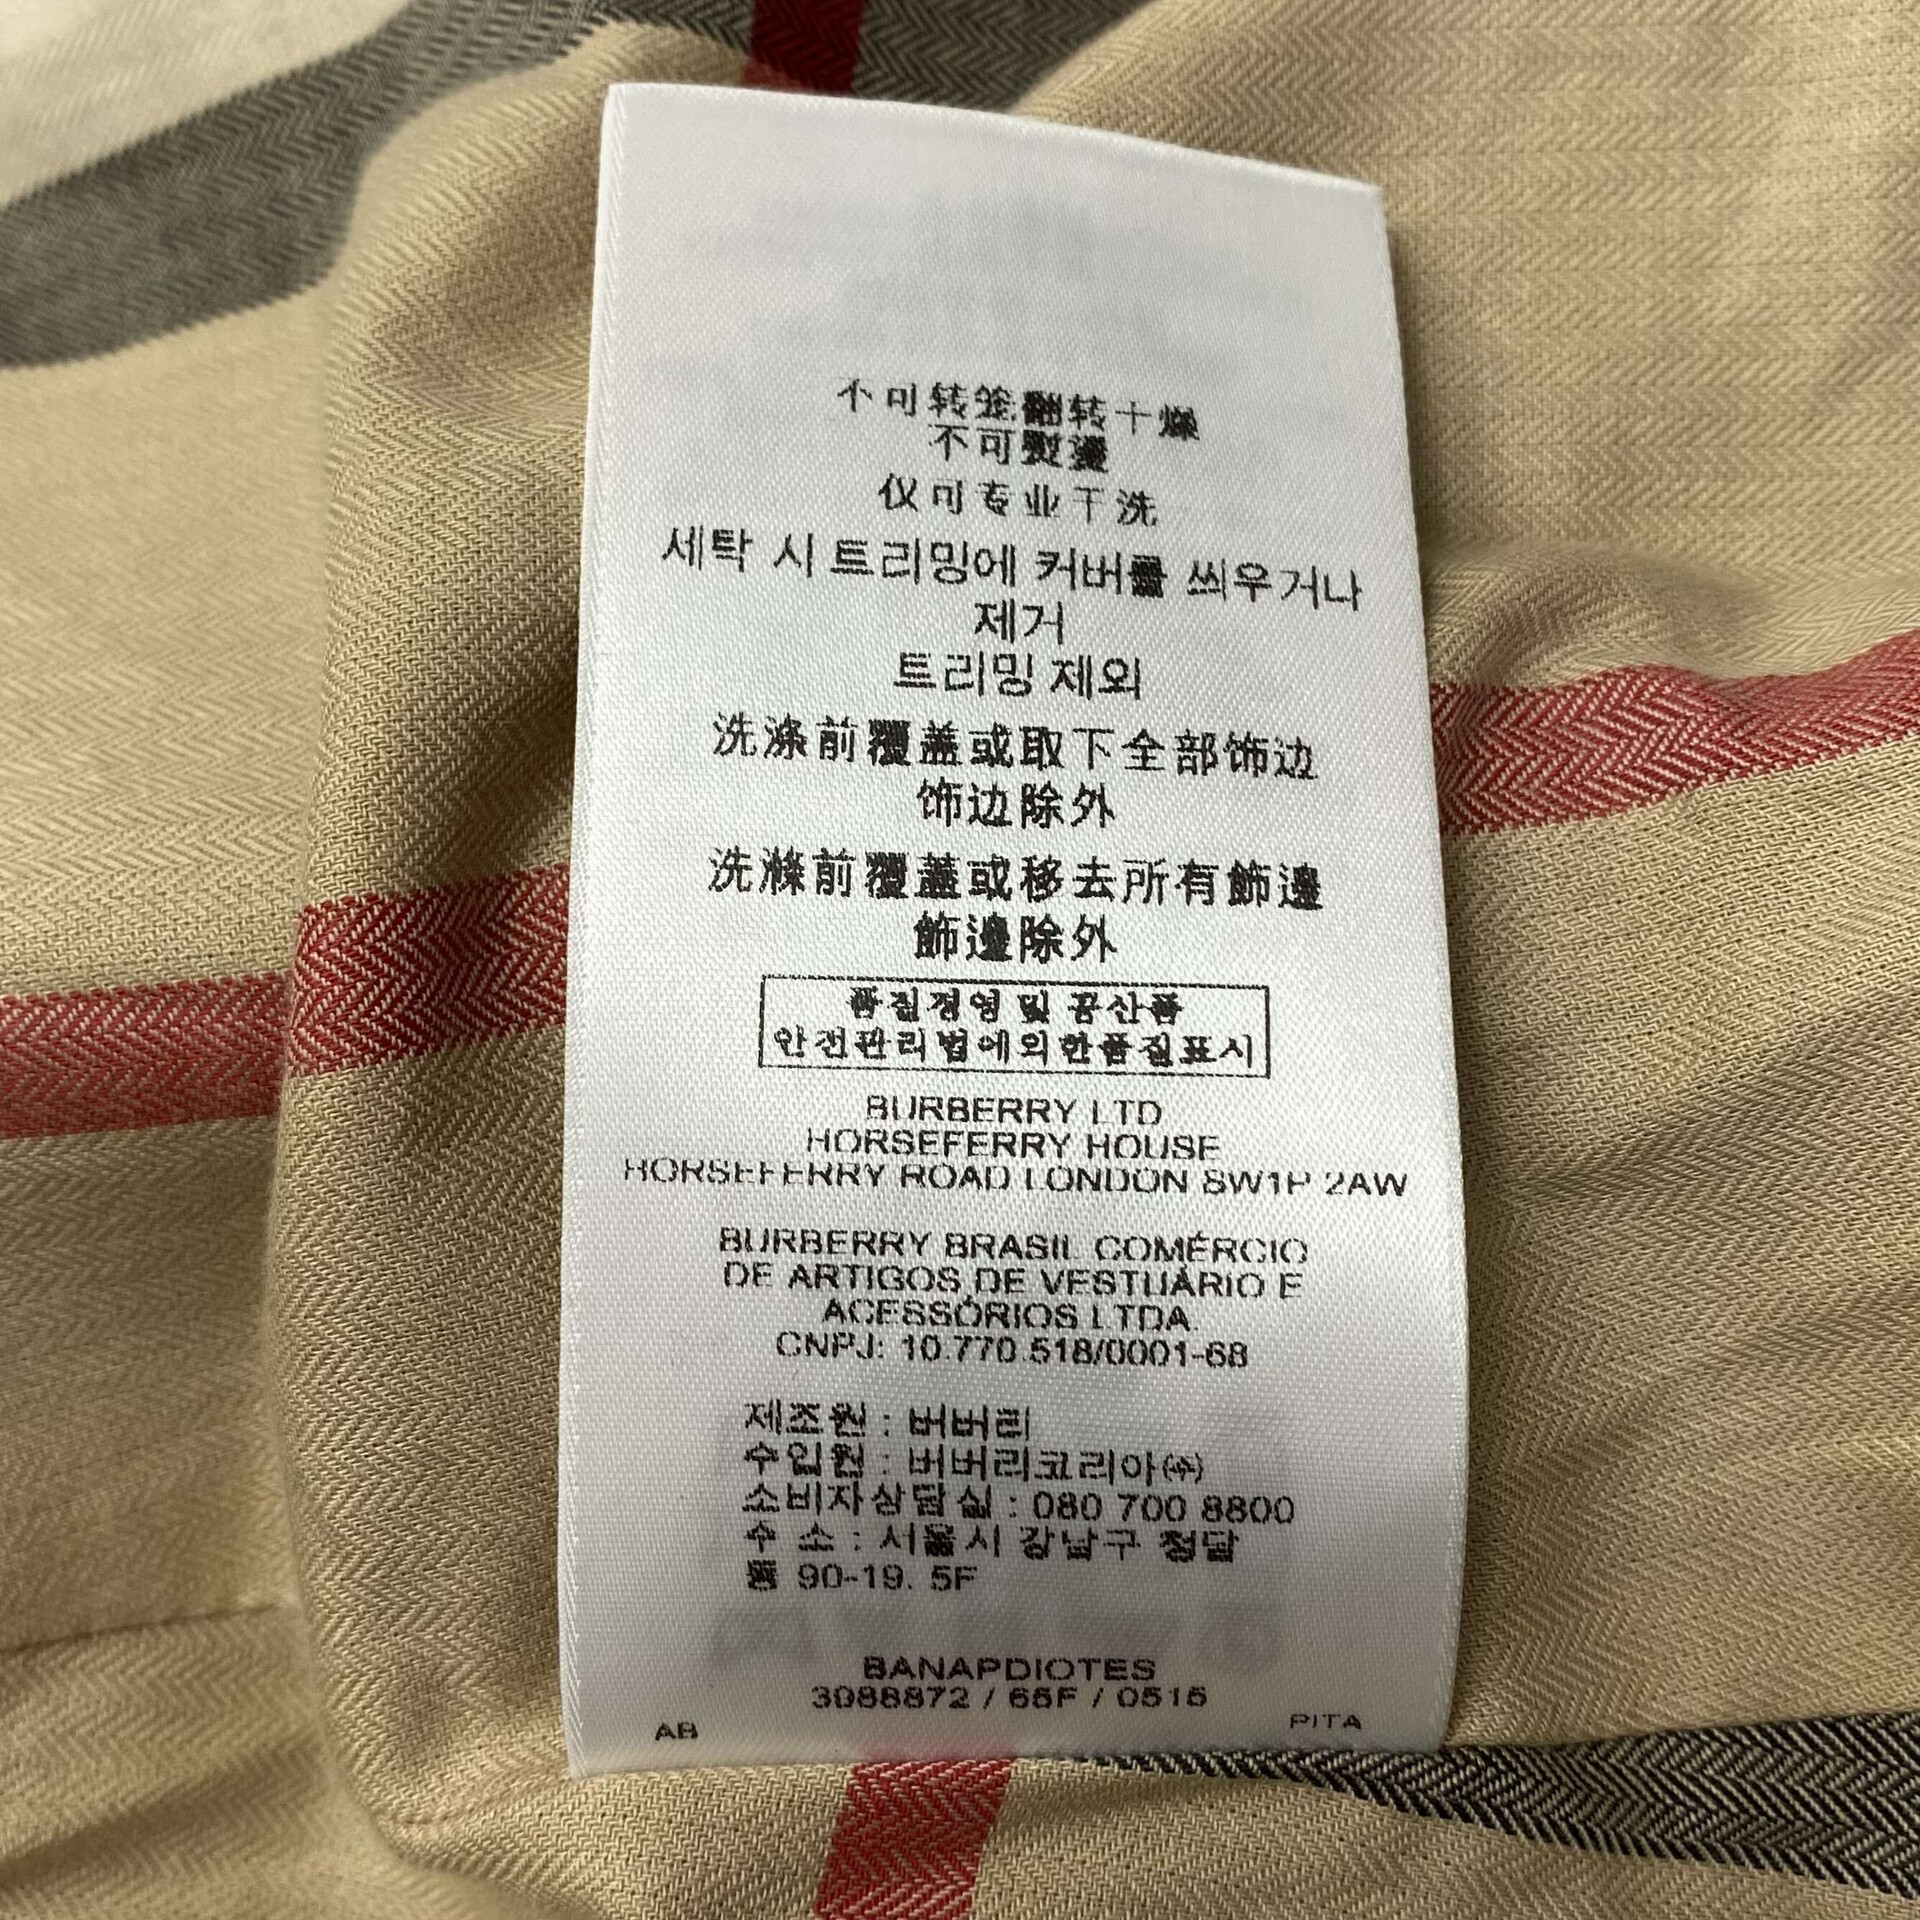 不可转笼翻转干燥
不可熨烫
仅可专业干洗
세탁 시 트리밍에 커버를 씌우거나
제거
트리밍 제외
洗涤前覆盖或取下全部饰边
饰边除外
洗滌前覆蓋或移去所有飾邊
飾邊除外
품질경영 및 공산품
안전관리법에의한품질표시
BURBERRY LTD
HORSEFERRY HOUSE
HORSEFERRY ROAD LONDON SW1P 2AW
BURBERRY BRASIL COMÉRCIO
DE ARTIGOS DE VESTUÁRIO E
ACESSÓRIOS LTDA.
CNPJ: 10.770.518/0001-68
제조원 : 버버리
수입원 : 버버리코리아㈜
소비자상담실 : 080 700 8800
주 소 : 서울시 강남구 청담
동 90-19. 5F
BANAPDIOTES
3988872 / 65F / 0515
AB
PITA